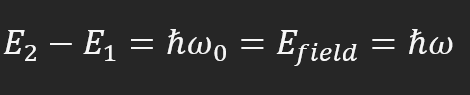 E₂ − E₁ = ℏω₀ = E_field = ℏω